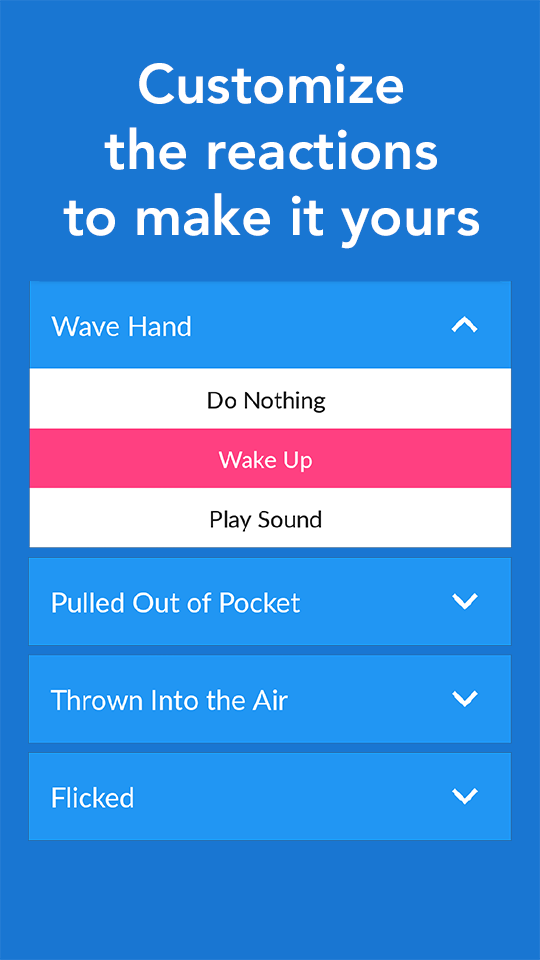 Customize
the reactions
to make it yours
Wave Hand
Do Nothing
Wake Up
Play Sound
Pulled Out of Pocket
Thrown Into the Air
Flicked